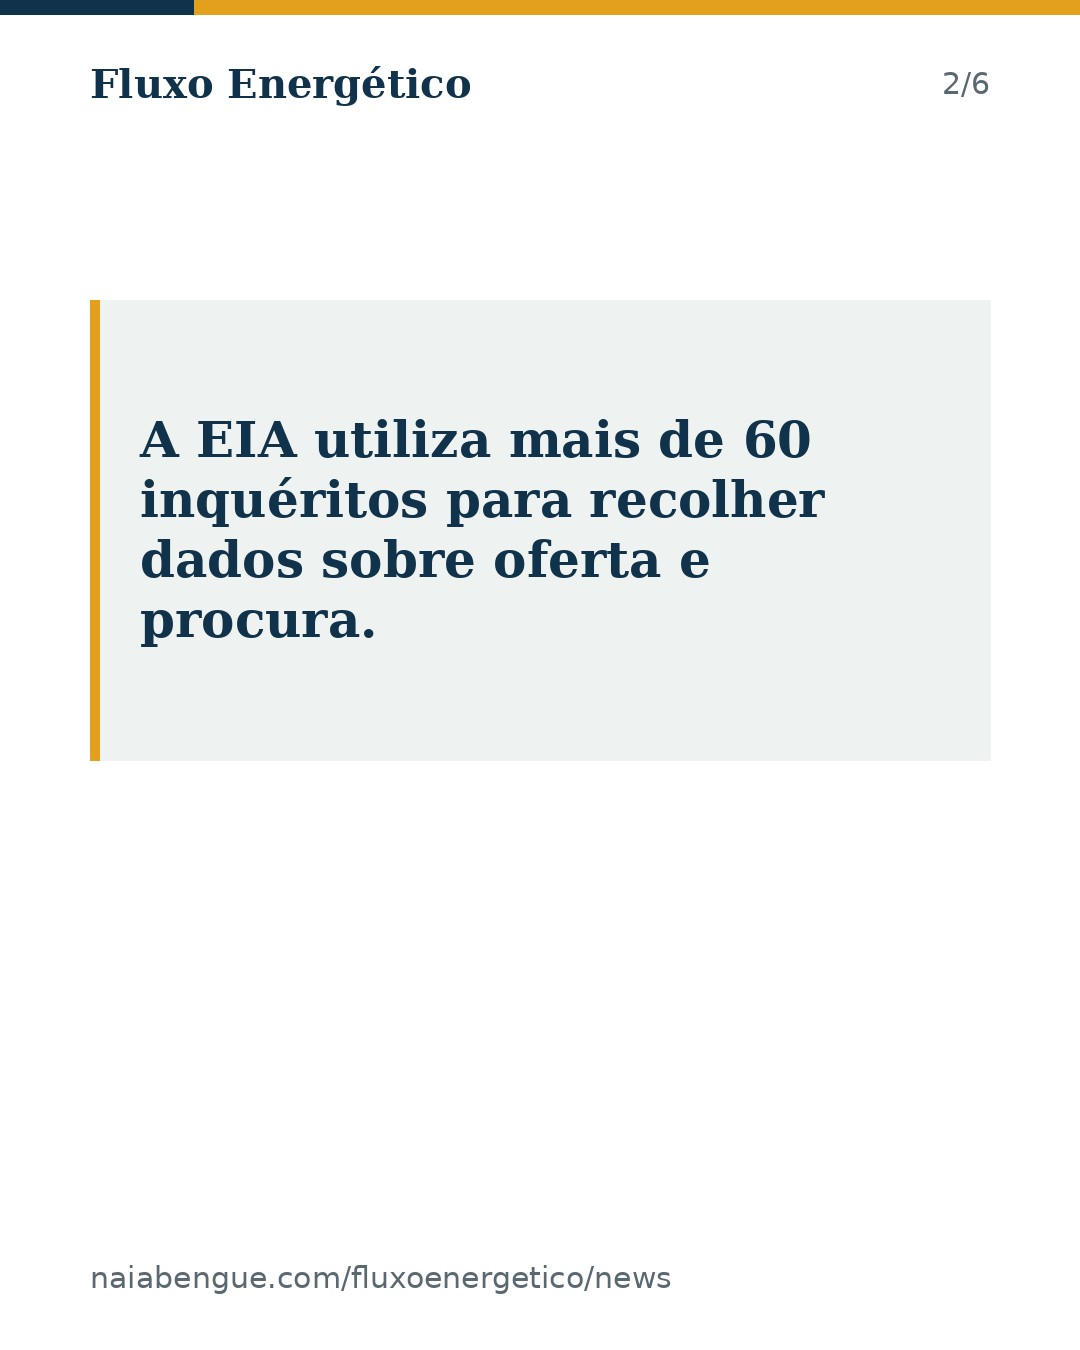 Fluxo Energético
2/6
A EIA utiliza mais de 60
inquéritos para recolher
dados sobre oferta e
procura.
naiabengue.com/fluxoenergetico/news